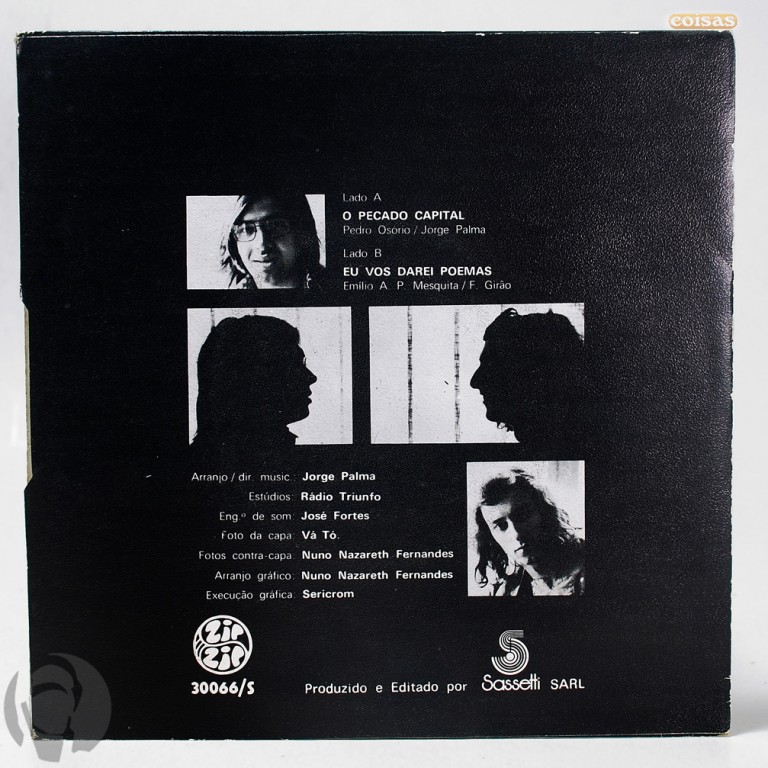 coisas
Lado A
O PECADO CAPITAL
Pedro Osório / Jorge Palma
Lado B
EU VOS DAREI POEMAS
Emílio A. P. Mesquita / F. Girão
Arranjo / dir. music.: Jorge Palma
Estúdios: Rádio Triunfo
Eng.º de som: José Fortes
Foto da capa: Vá Tó.
Fotos contra-capa: Nuno Nazareth Fernandes
Arranjo gráfico: Nuno Nazareth Fernandes
Execução gráfica: Sericrom
Zip
Zip
30066/S
Produzido e Editado por Sassetti SARL